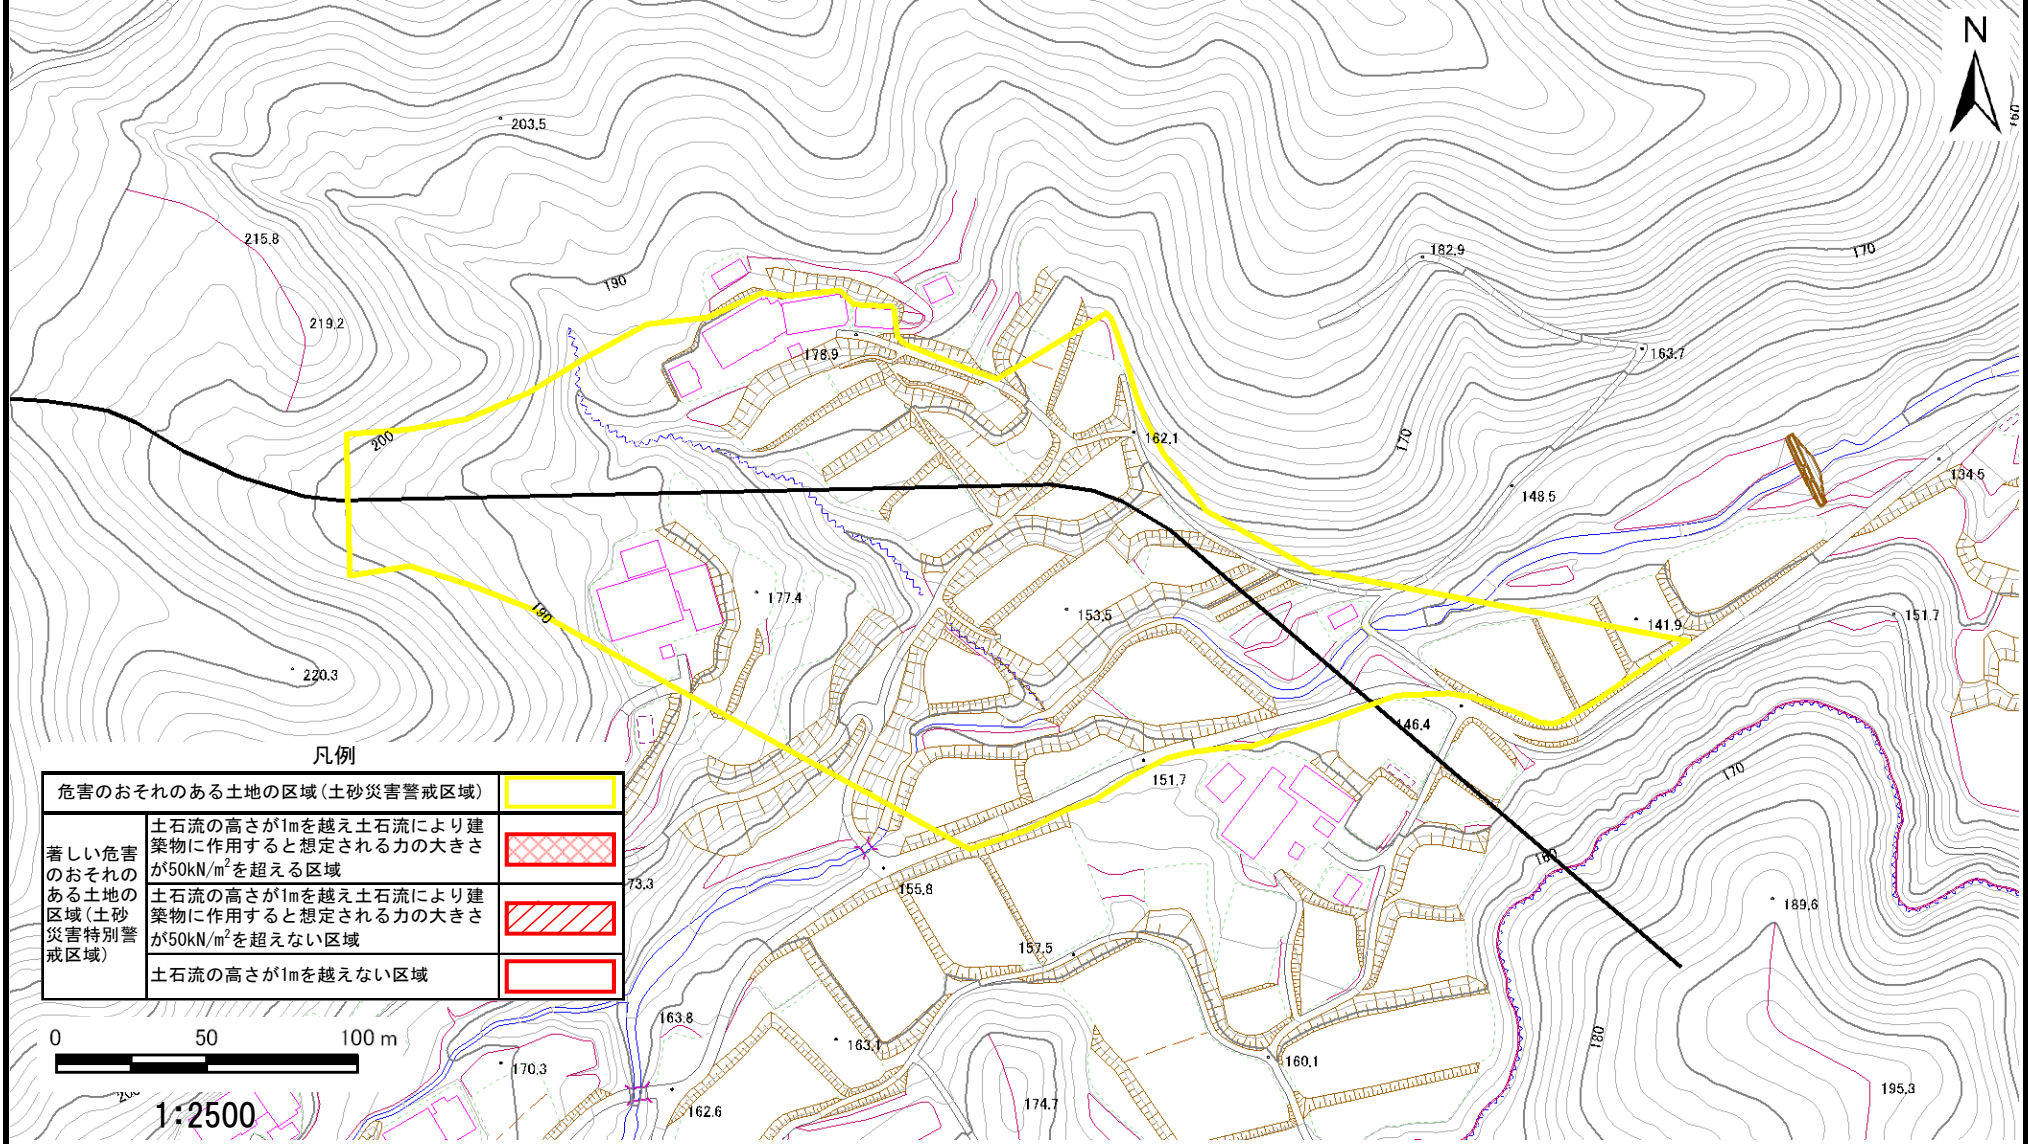 N
160
203.5
215.8
182.9
170
190
219.2
178.9
163.7
200
162.1
170
134.5
148.5
177.4
153.5
190
141.9
151.7
220.3
146.4
151.7
170
凡例
危害のおそれのある土地の区域(土砂災害警戒区域)
著しい危害
のおそれの
ある土地の
区域(土砂
災害特別警
戒区域)
土石流の高さが1mを越え土石流により建
築物に作用すると想定される力の大きさ
が50kN/m²を超える区域
土石流の高さが1mを越え土石流により建
築物に作用すると想定される力の大きさ
が50kN/m²を超えない区域
土石流の高さが1mを越えない区域
73.3
155.8
180
189.6
157.5
163.8
163.1
160.1
180
170.3
162.6
174.7
195.3
0 50 100 m
1:2500